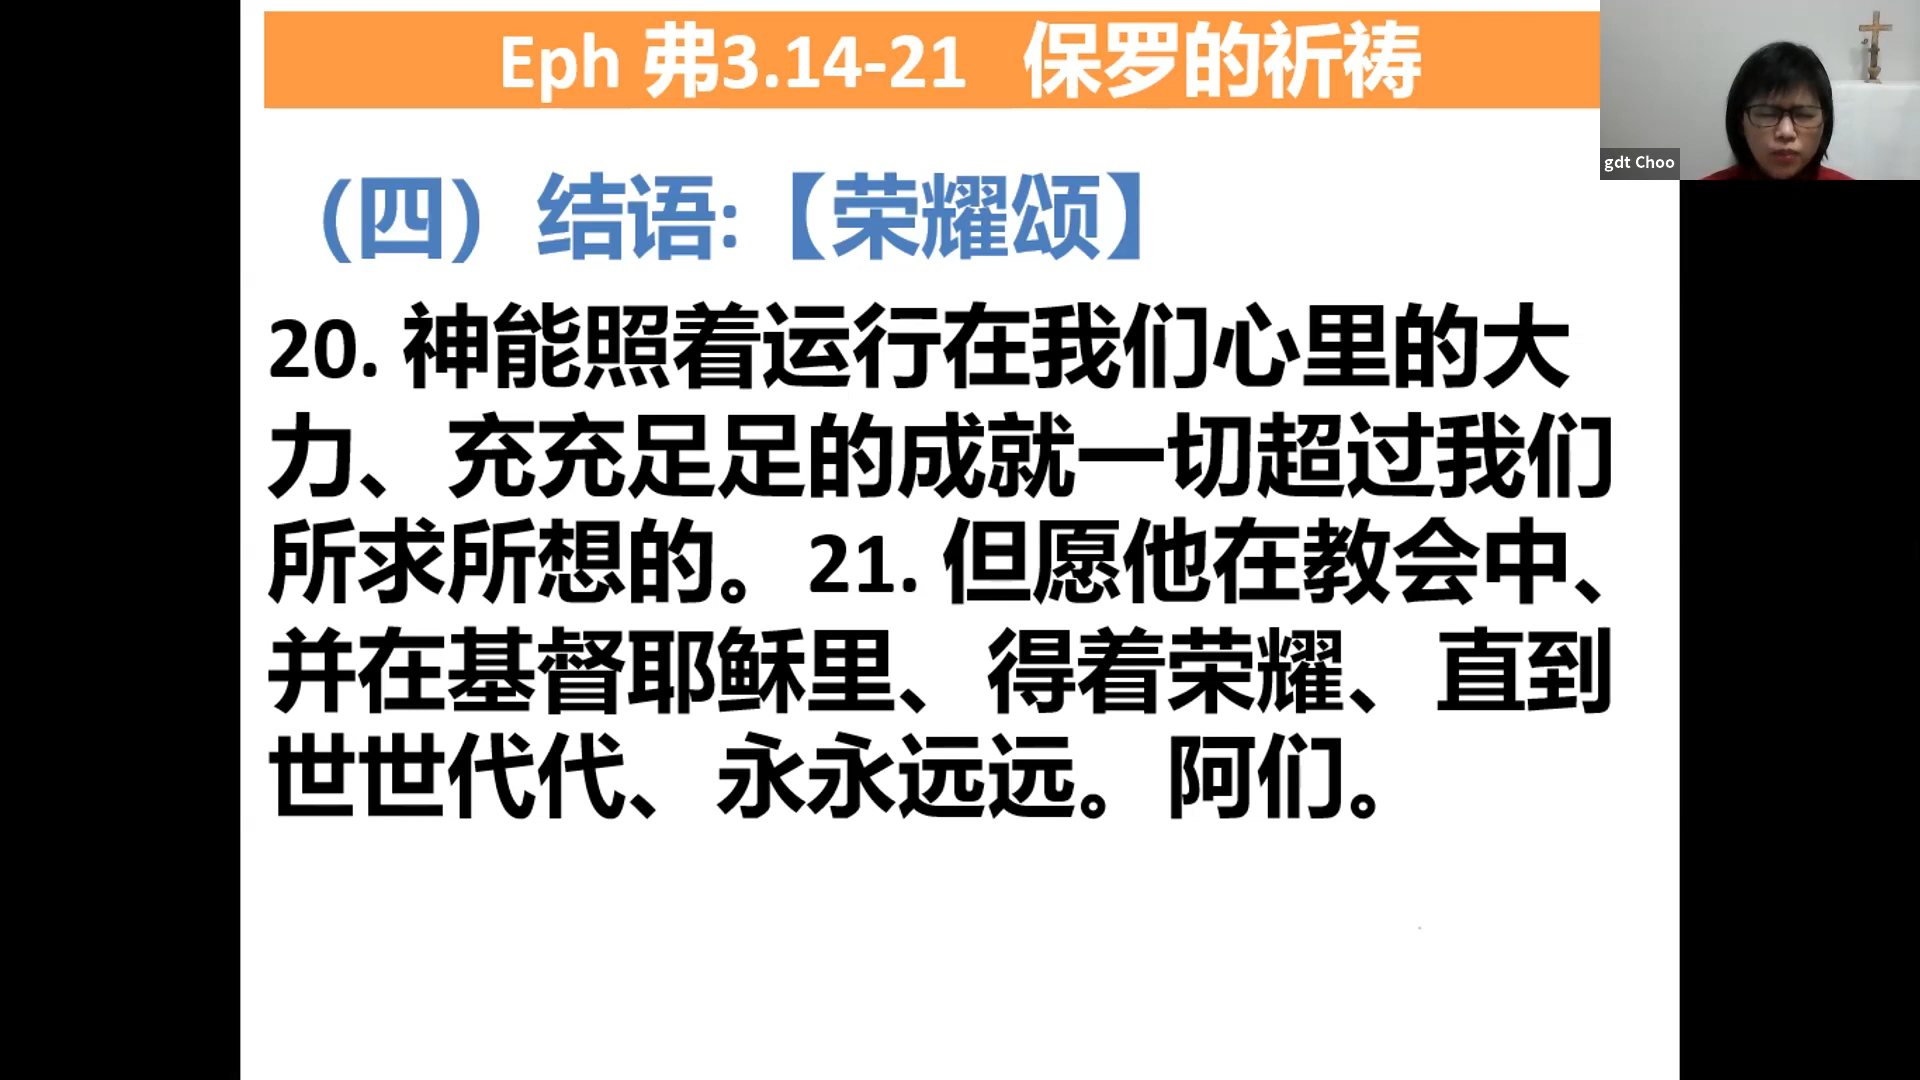 Eph 弗3.14-21 保罗的祈祷
gdt Choo
（四）结语:【荣耀颂】
20. 神能照着运行在我们心里的大
力、充充足足的成就一切超过我们
所求所想的。21. 但愿他在教会中、
并在基督耶稣里、得着荣耀、直到
世世代代、永永远远。阿们。